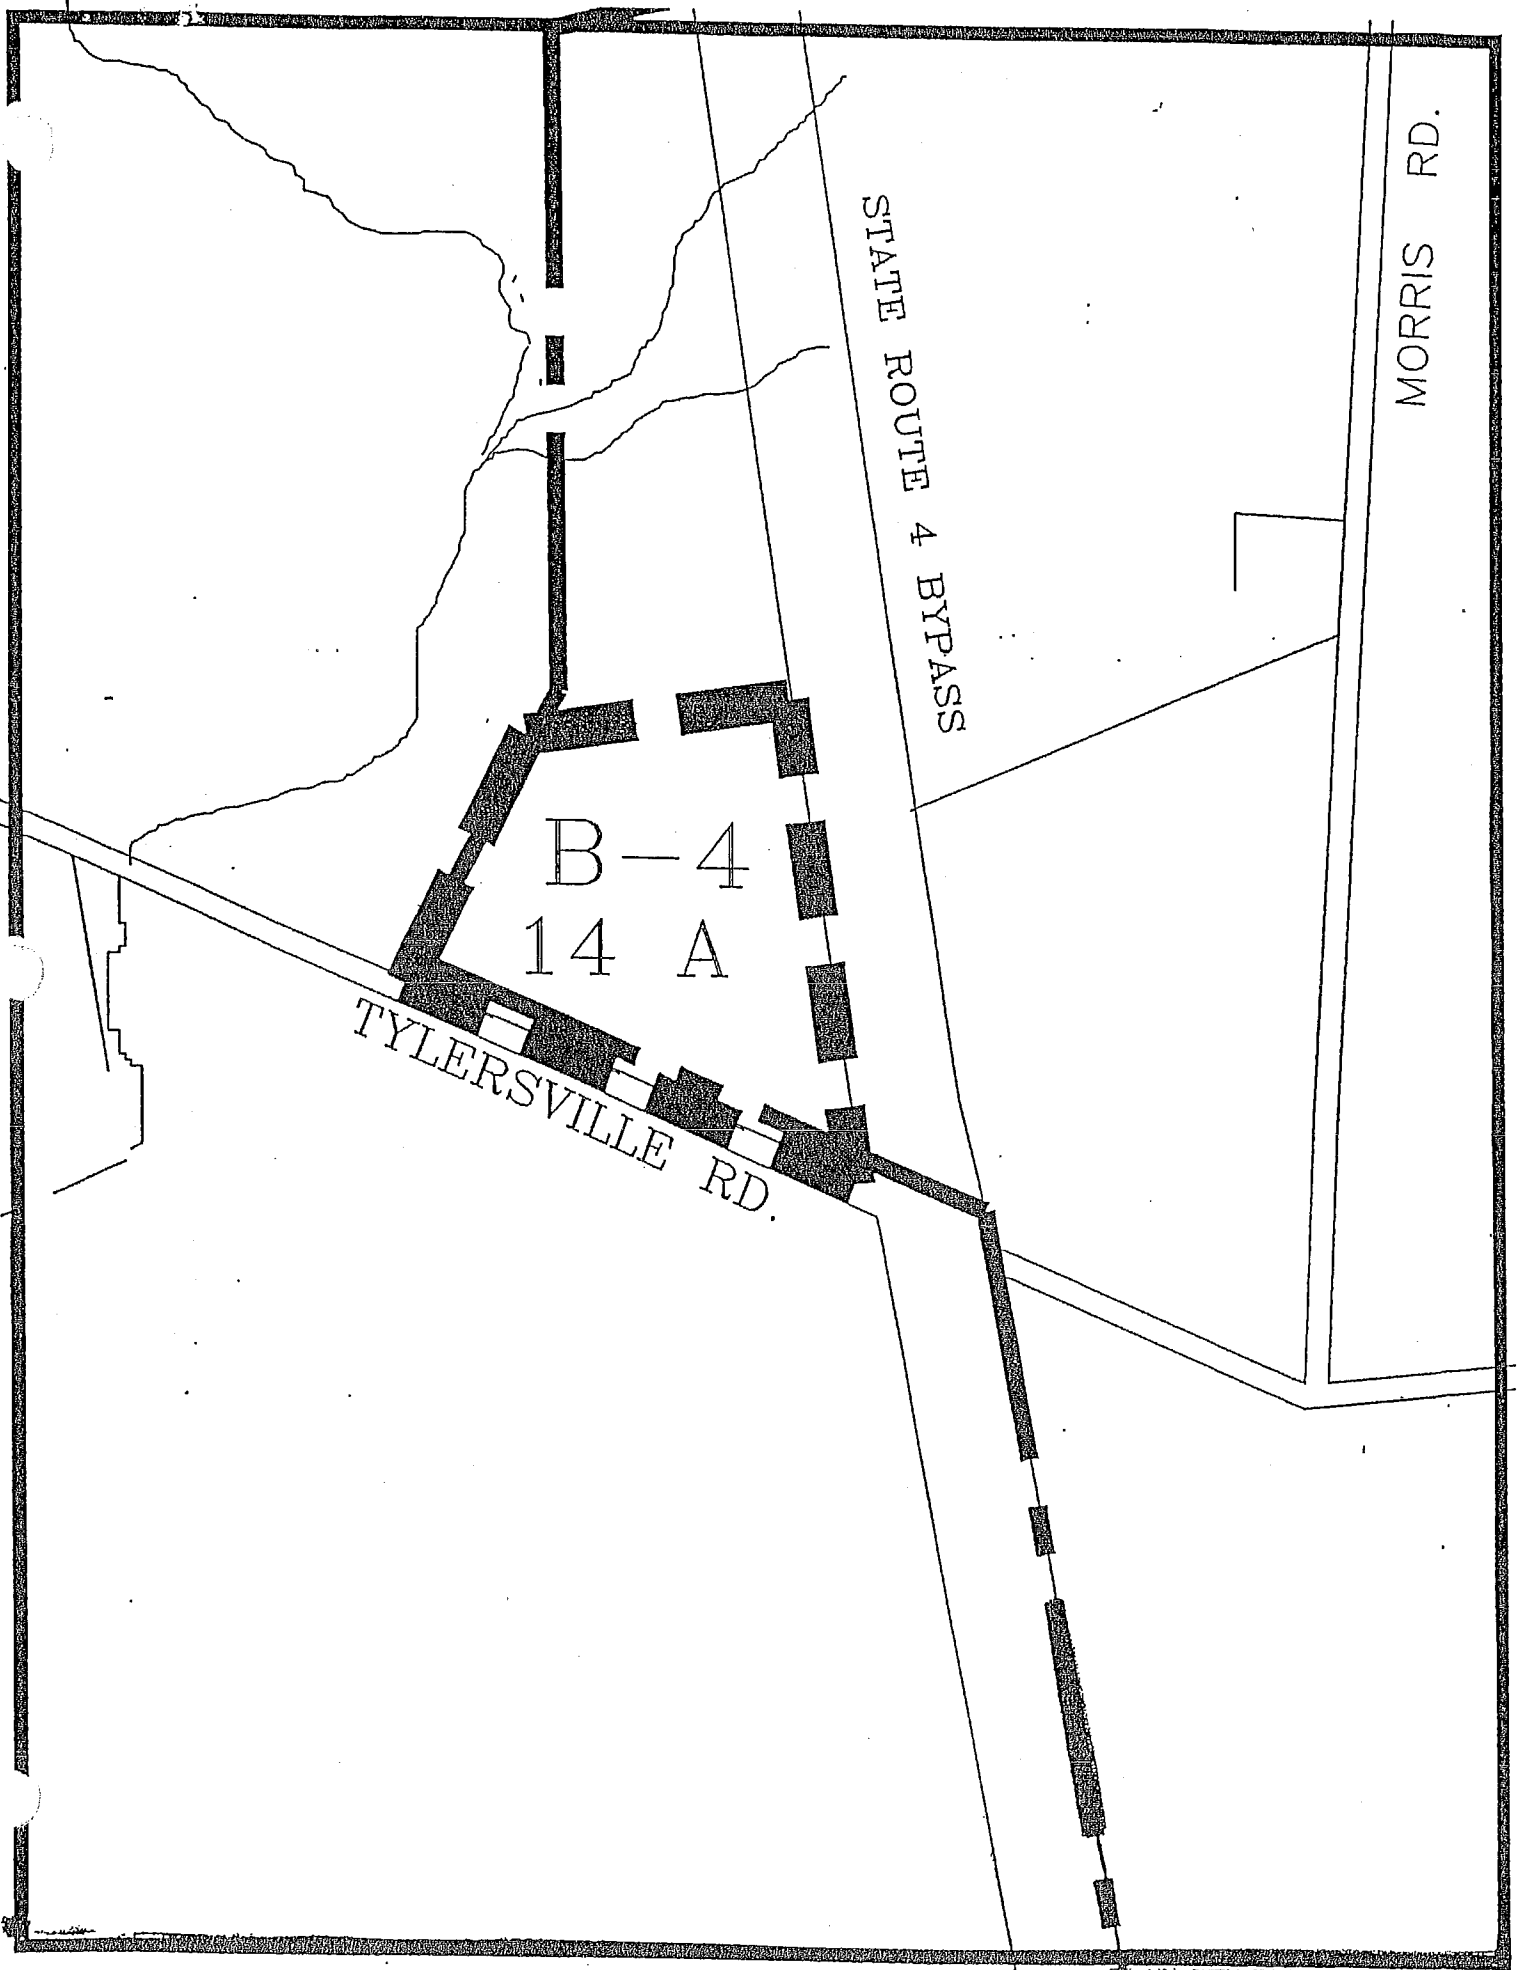 MORRIS RD.
STATE ROUTE 4 BYPASS
B-4
14 A
TYLERSVILLE RD.